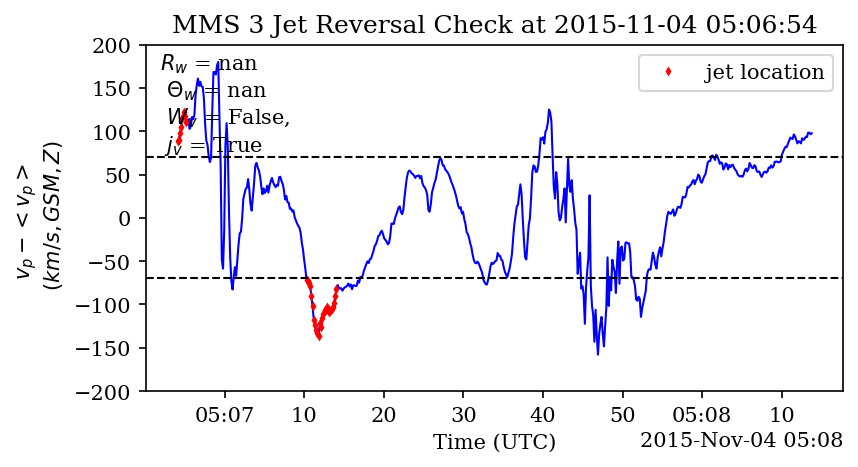 MMS 3 Jet Reversal Check at 2015-11-04 05:06:54
R_w = nan
Θ_w = nan
W_v = False,
j_v = True
jet location
200
150
100
50
0
−50
−100
−150
−200
v_p − < v_p >
(km/s, GSM, Z)
05:07 10 20 30 40 50 05:08 10
Time (UTC)
2015-Nov-04 05:08